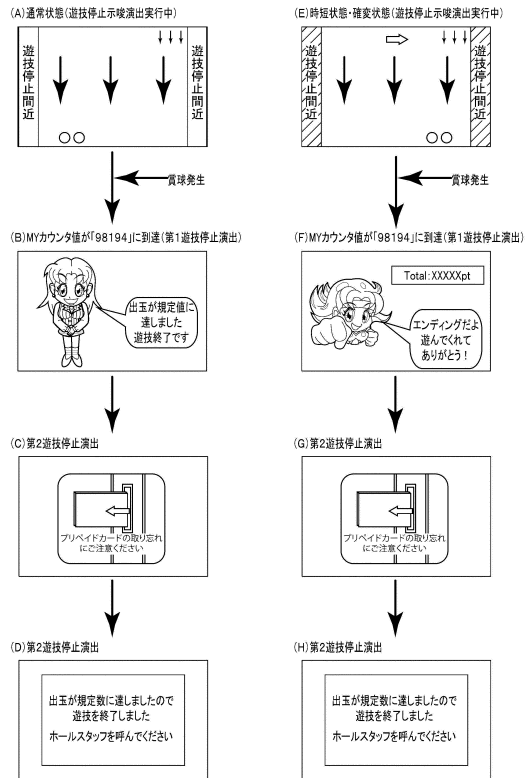 (A)通常状態(遊技停止示唆演出実行中)
遊技停止間近
遊技停止間近
賞球発生
(B)MYカウンタ値が「98194」に到達(第1遊技停止演出)
出玉が規定値に
達しました
遊技終了です
(C)第2遊技停止演出
プリペイドカードの取り忘れ
にご注意ください
(D)第2遊技停止演出
出玉が規定数に達しましたので
遊技を終了しました
ホールスタッフを呼んでください
(E)時短状態・確変状態(遊技停止示唆演出実行中)
遊技停止間近
遊技停止間近
賞球発生
(F)MYカウンタ値が「98194」に到達(第1遊技停止演出)
Total:XXXXXpt
エンディングだよ
遊んでくれて
ありがとう!
(G)第2遊技停止演出
プリペイドカードの取り忘れ
にご注意ください
(H)第2遊技停止演出
出玉が規定数に達しましたので
遊技を終了しました
ホールスタッフを呼んでください